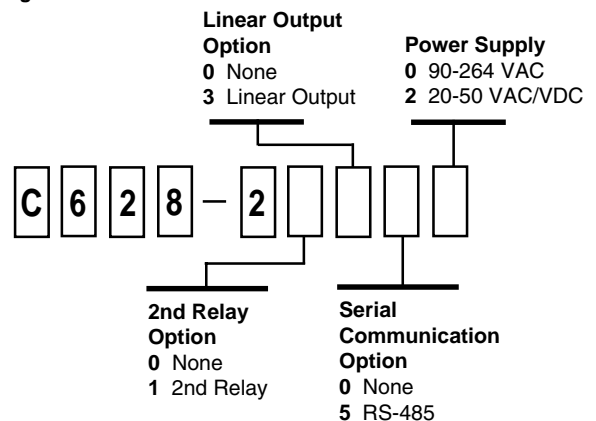 Linear Output
Option
0 None
3 Linear Output
Power Supply
0 90-264 VAC
2 20-50 VAC/VDC
C 6 2 8 – 2
2nd Relay
Option
0 None
1 2nd Relay
Serial
Communication
Option
0 None
5 RS-485